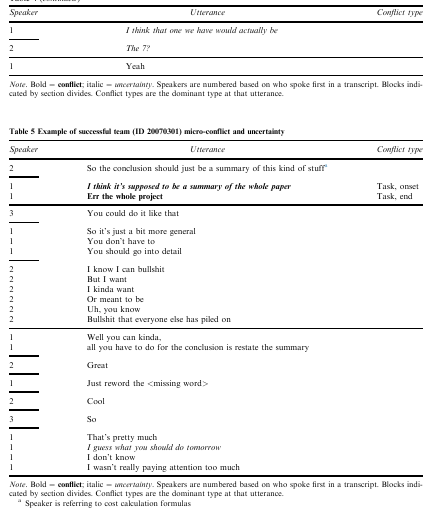 Speaker Utterance Conflict type
1 I think that one we have would actually be
2 The 7?
1 Yeah
Note. Bold = conflict; italic = uncertainty. Speakers are numbered based on who spoke first in a transcript. Blocks indi-
cated by section divides. Conflict types are the dominant type at that utterance.
Table 5 Example of successful team (ID 20070301) micro-conflict and uncertainty
Speaker Utterance Conflict type
2 So the conclusion should just be a summary of this kind of stuffa
1 I think it's supposed to be a summary of the whole paper Task, onset
1 Err the whole project Task, end
3 You could do it like that
1 So it's just a bit more general
1 You don't have to
1 You should go into detail
2 I know I can bullshit
2 But I want
2 I kinda want
2 Or meant to be
2 Uh, you know
2 Bullshit that everyone else has piled on
1 Well you can kinda,
1 all you have to do for the conclusion is restate the summary
2 Great
1 Just reword the <missing word>
2 Cool
3 So
1 That's pretty much
1 I guess what you should do tomorrow
1 I don't know
1 I wasn't really paying attention too much
Note. Bold = conflict; italic = uncertainty. Speakers are numbered based on who spoke first in a transcript. Blocks indi-
cated by section divides. Conflict types are the dominant type at that utterance.
a Speaker is referring to cost calculation formulas